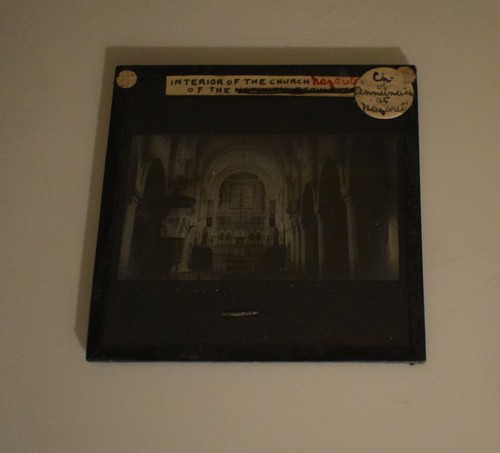 INTERIOR OF THE CHURCH Nazareth
OF THE
Ch.
of
Annunciation
at
Nazareth